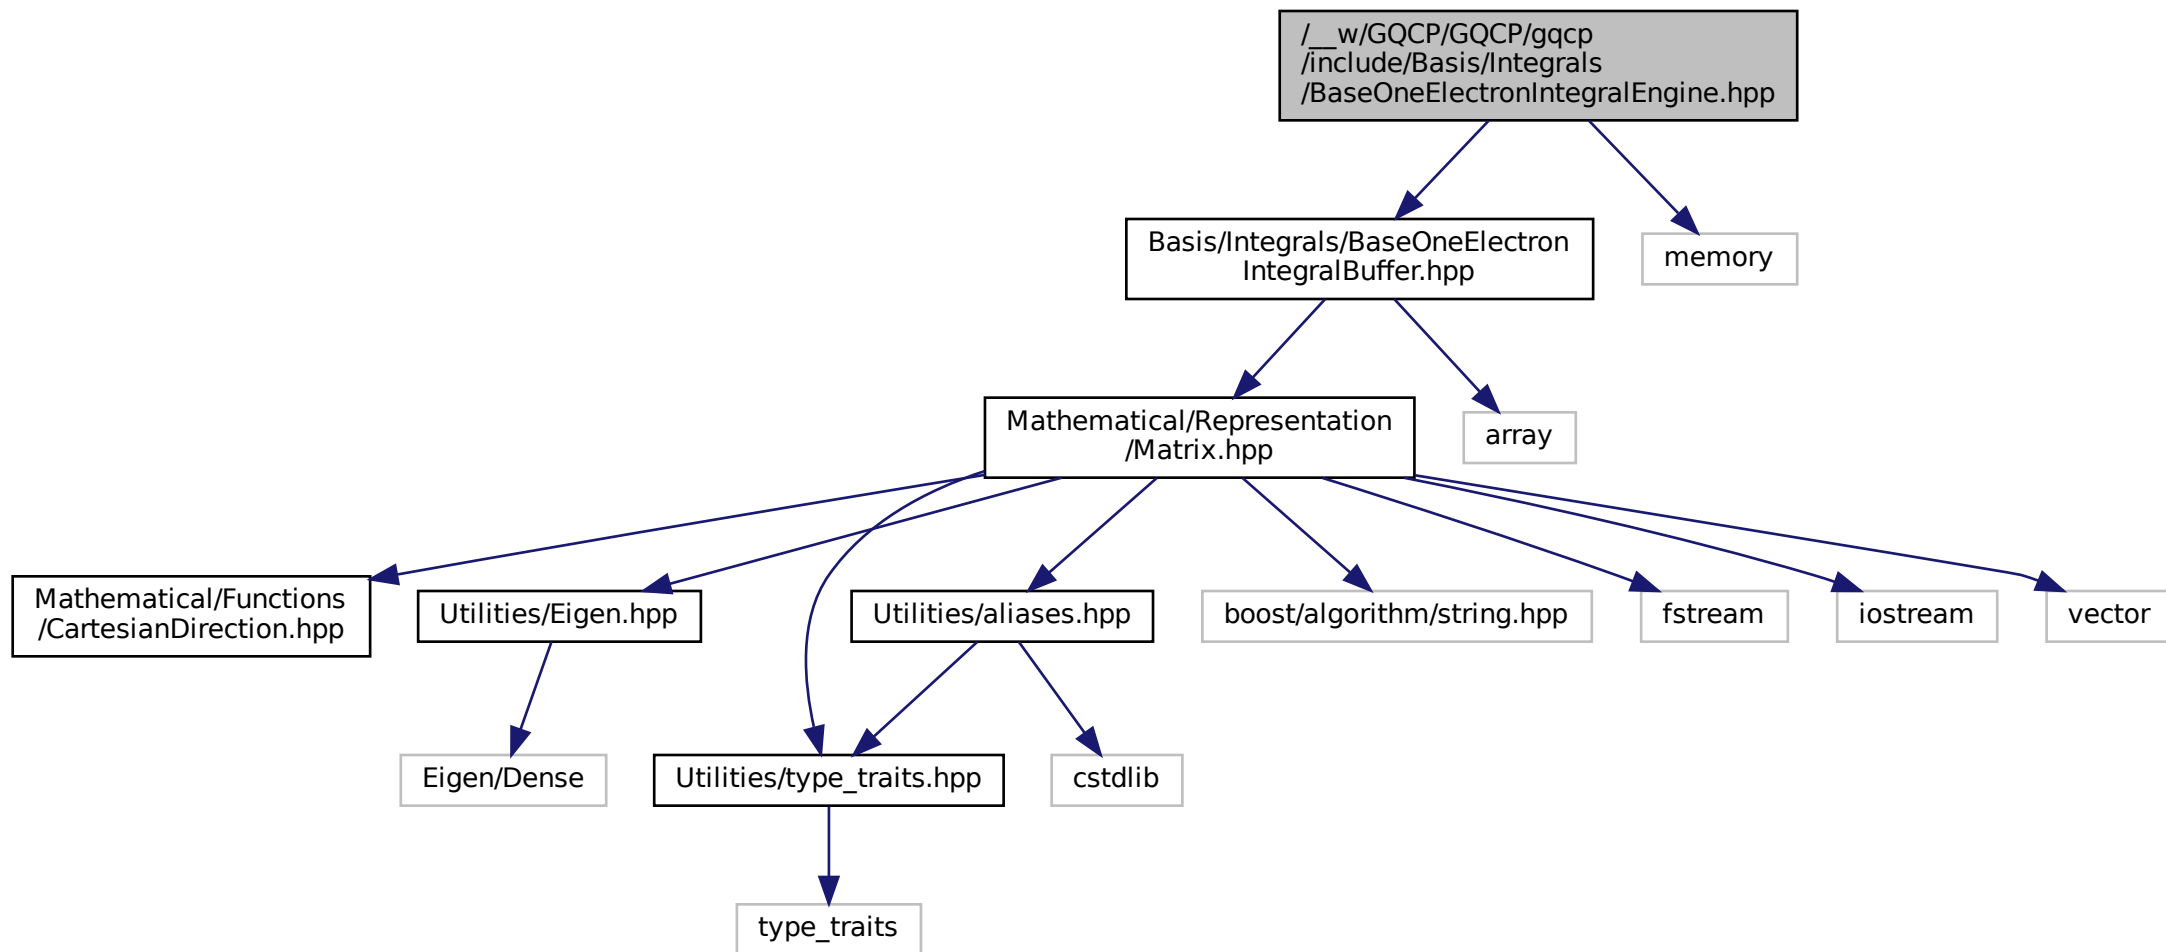 /__w/GQCP/GQCP/gqcp
/include/Basis/Integrals
/BaseOneElectronIntegralEngine.hpp
Basis/Integrals/BaseOneElectron
IntegralBuffer.hpp
memory
Mathematical/Representation
/Matrix.hpp
array
Mathematical/Functions
/CartesianDirection.hpp
Utilities/Eigen.hpp
Utilities/aliases.hpp
boost/algorithm/string.hpp
fstream
iostream
vector
Eigen/Dense
Utilities/type_traits.hpp
cstdlib
type_traits